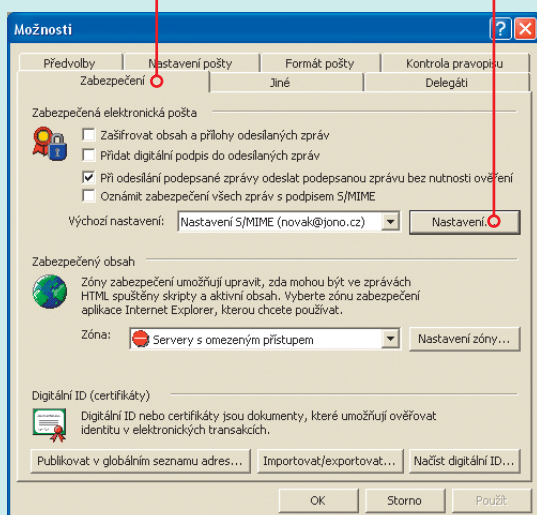 Možnosti
Předvolby Nastavení pošty Formát pošty Kontrola pravopisu
Zabezpečení Jiné Delegáti
Zabezpečená elektronická pošta
Zašifrovat obsah a přílohy odesílaných zpráv
Přidat digitální podpis do odesílaných zpráv
Při odesílání podepsané zprávy odeslat podepsanou zprávu bez nutnosti ověření
Oznámit zabezpečení všech zpráv s podpisem S/MIME
Výchozí nastavení: Nastavení S/MIME (novak@jono.cz) Nastavení...
Zabezpečený obsah
Zóny zabezpečení umožňují upravit, zda mohou být ve zprávách
HTML spuštěny skripty a aktivní obsah. Vyberte zónu zabezpečení
aplikace Internet Explorer, kterou chcete používat.
Zóna: Servery s omezeným přístupem Nastavení zóny...
Digitální ID (certifikáty)
Digitální ID nebo certifikáty jsou dokumenty, které umožňují ověřovat
identitu v elektronických transakcích.
Publikovat v globálním seznamu adres... Importovat/exportovat... Načíst digitální ID...
OK Storno Použít